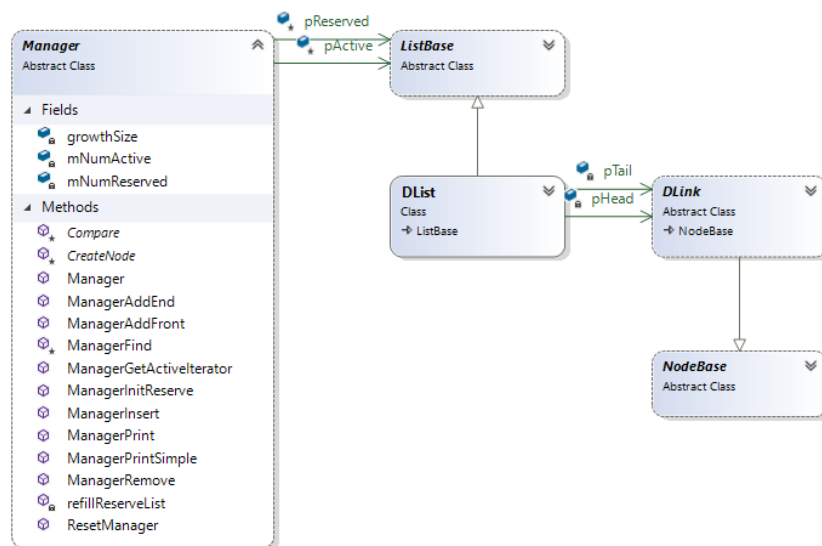 pReserved
pActive
Manager
Abstract Class
ListBase
Abstract Class
Fields
growthSize
mNumActive
mNumReserved
Methods
Compare
CreateNode
Manager
ManagerAddEnd
ManagerAddFront
ManagerFind
ManagerGetActiveIterator
ManagerInitReserve
ManagerInsert
ManagerPrint
ManagerPrintSimple
ManagerRemove
refillReserveList
ResetManager
DList
Class
ListBase
pTail
pHead
DLink
Abstract Class
NodeBase
NodeBase
Abstract Class